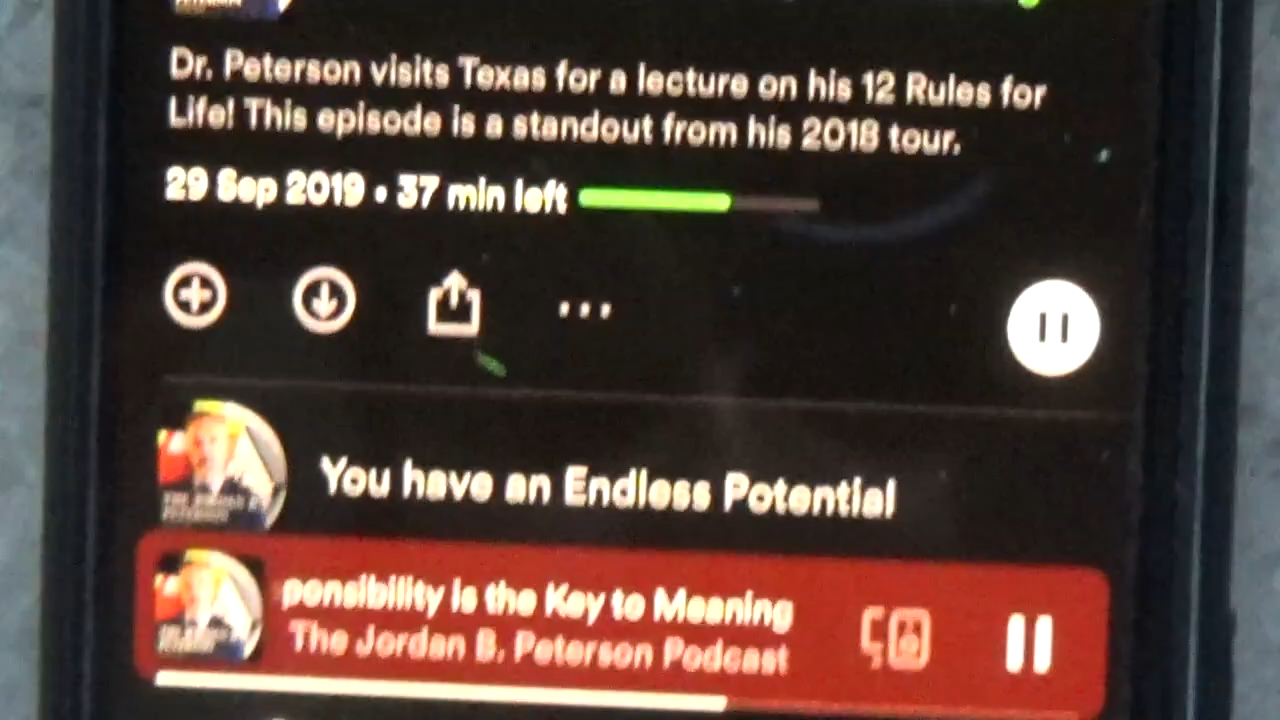 Dr. Peterson visits Texas for a lecture on his 12 Rules for
Life! This episode is a standout from his 2018 tour.
29 Sep 2019 • 37 min left
You have an Endless Potential
ponsibility is the Key to Meaning
The Jordan B. Peterson Podcast